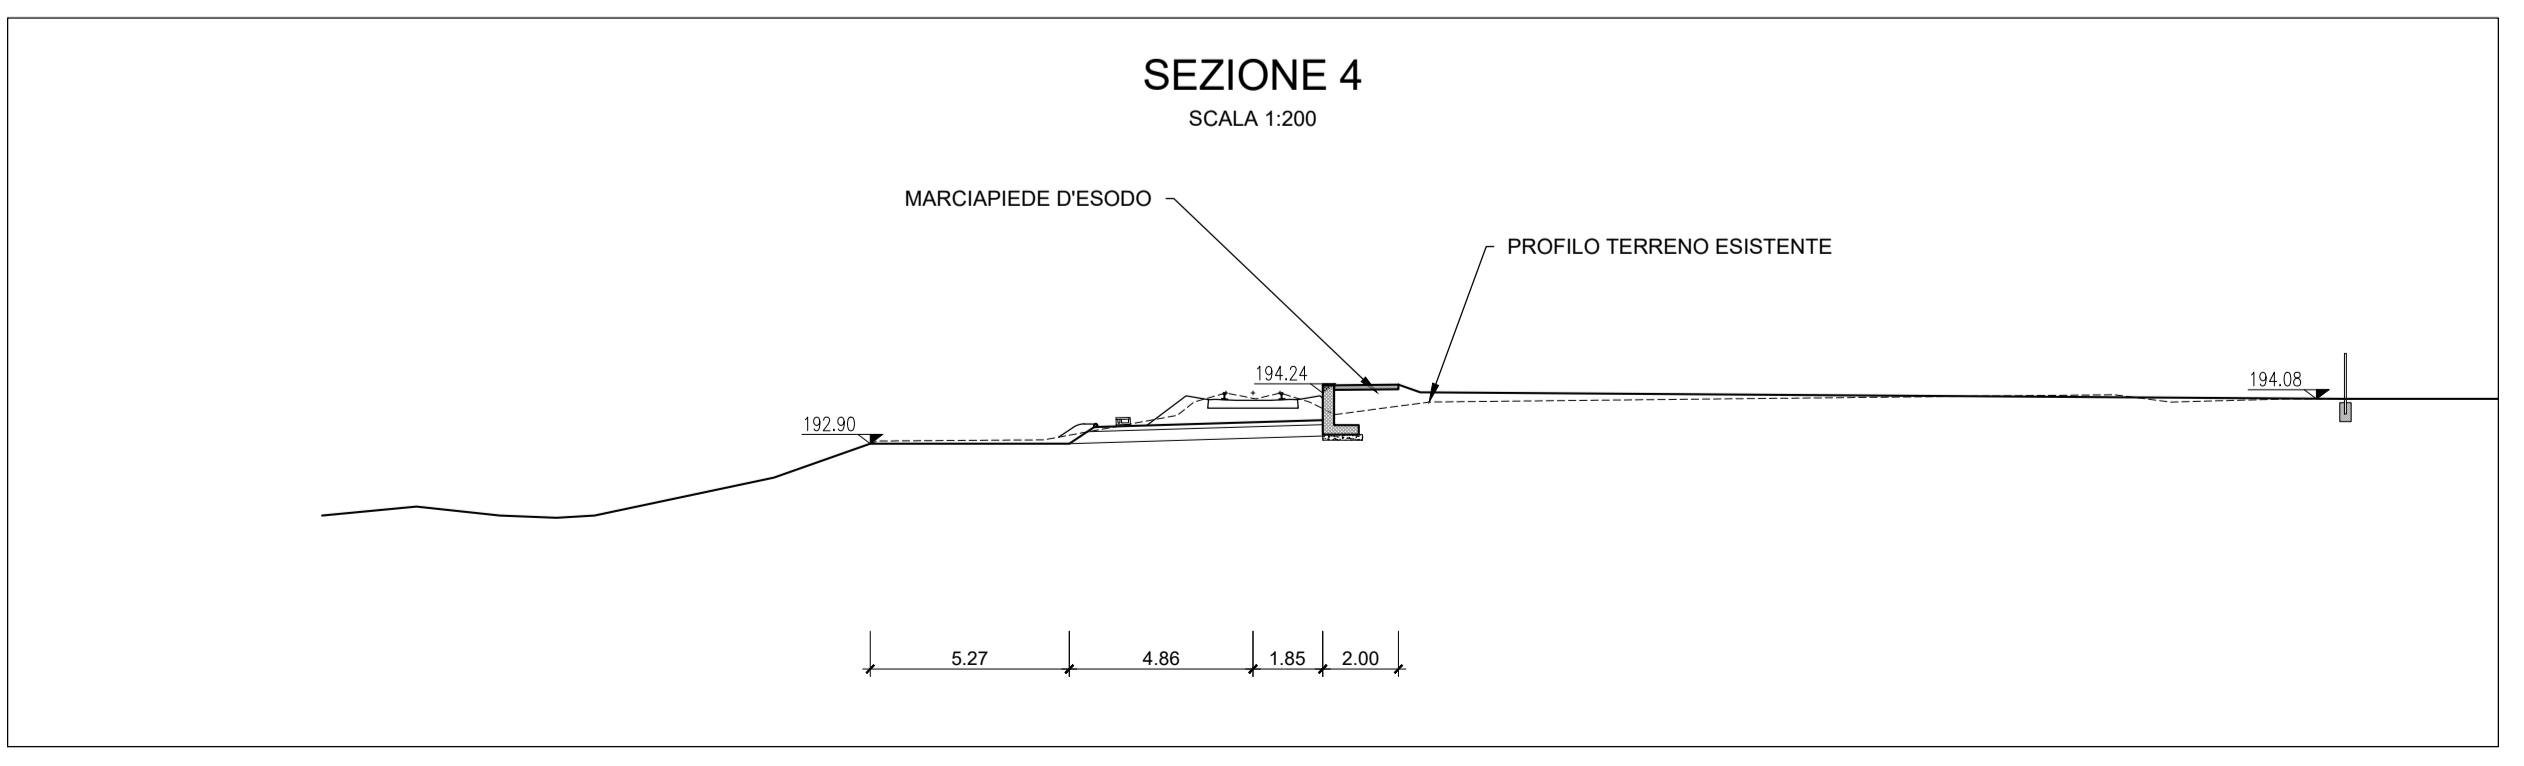 SEZIONE 4
SCALA 1:200
MARCIAPIEDE D'ESODO
PROFILO TERRENO ESISTENTE
194.24
194.08
192.90
5.27
4.86
1.85
2.00